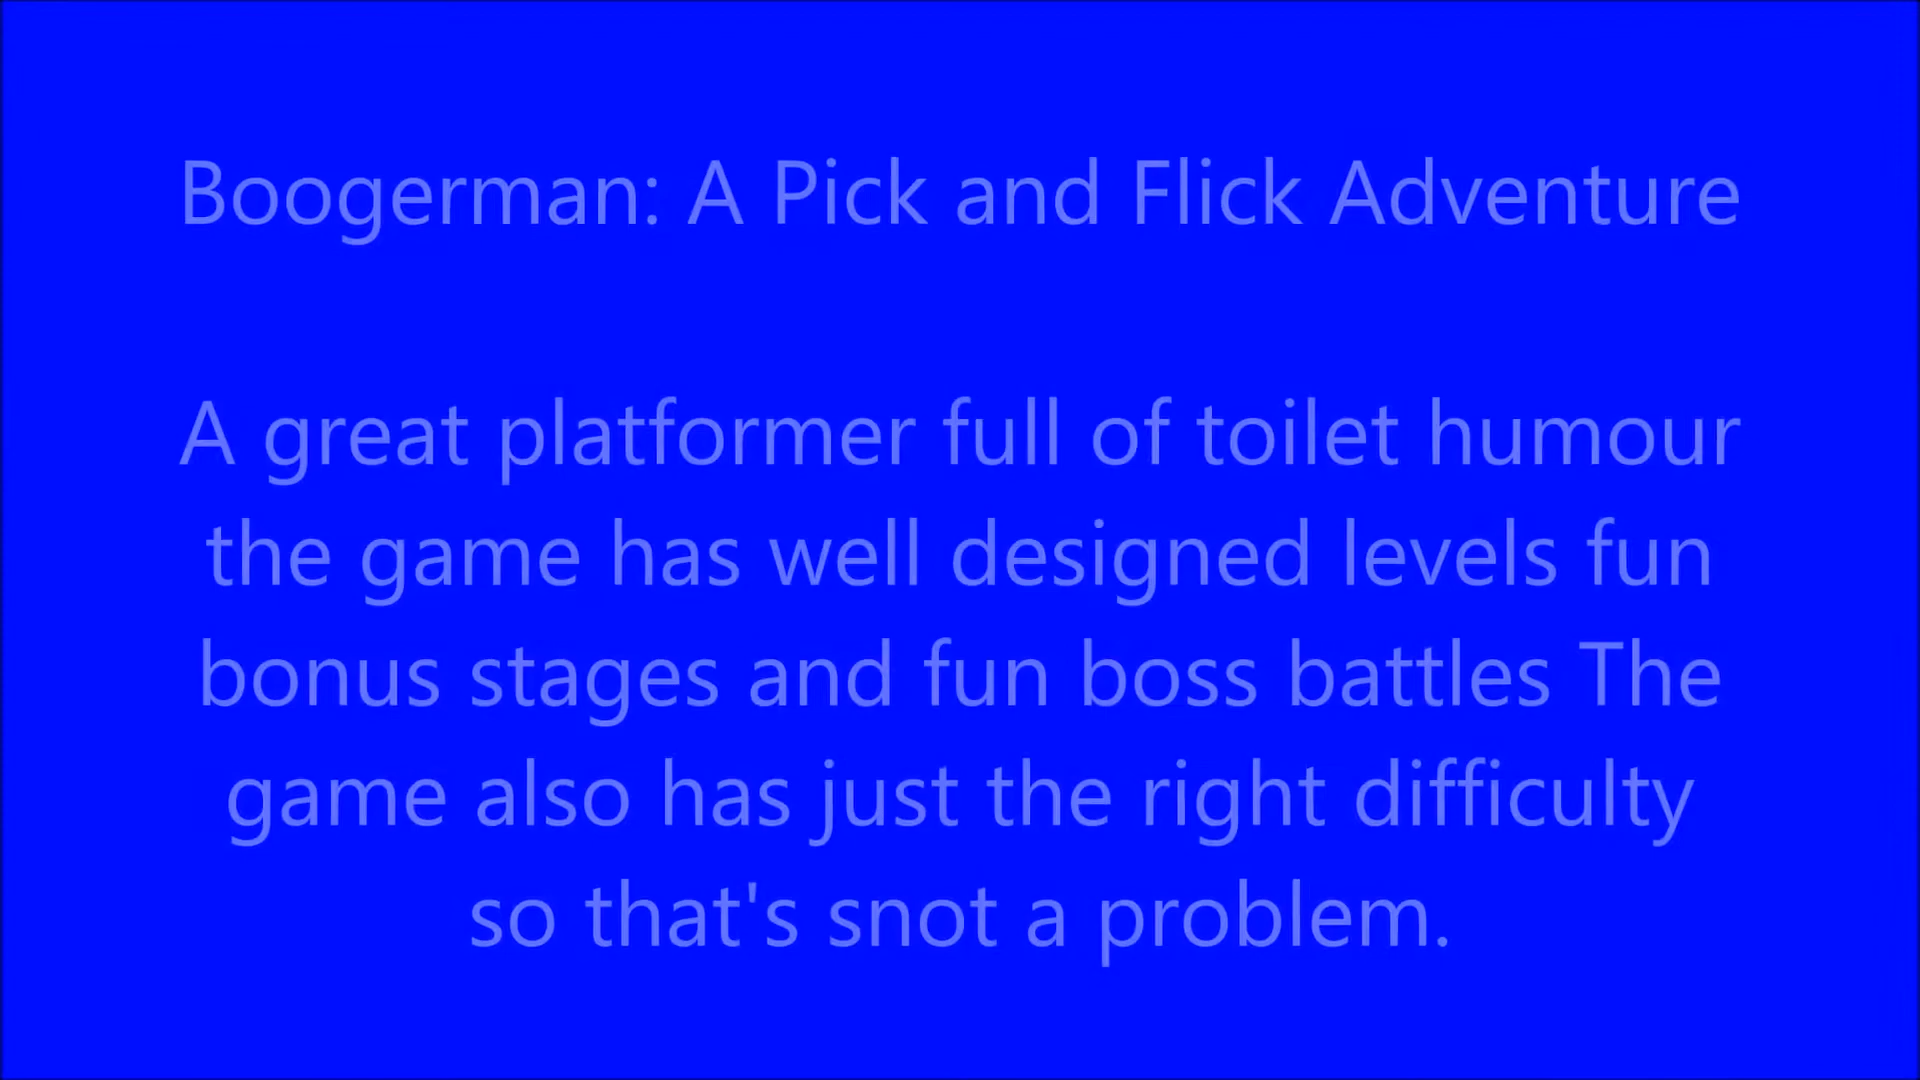 Boogerman: A Pick and Flick Adventure
A great platformer full of toilet humour
the game has well designed levels fun
bonus stages and fun boss battles The
game also has just the right difficulty
so that's snot a problem.